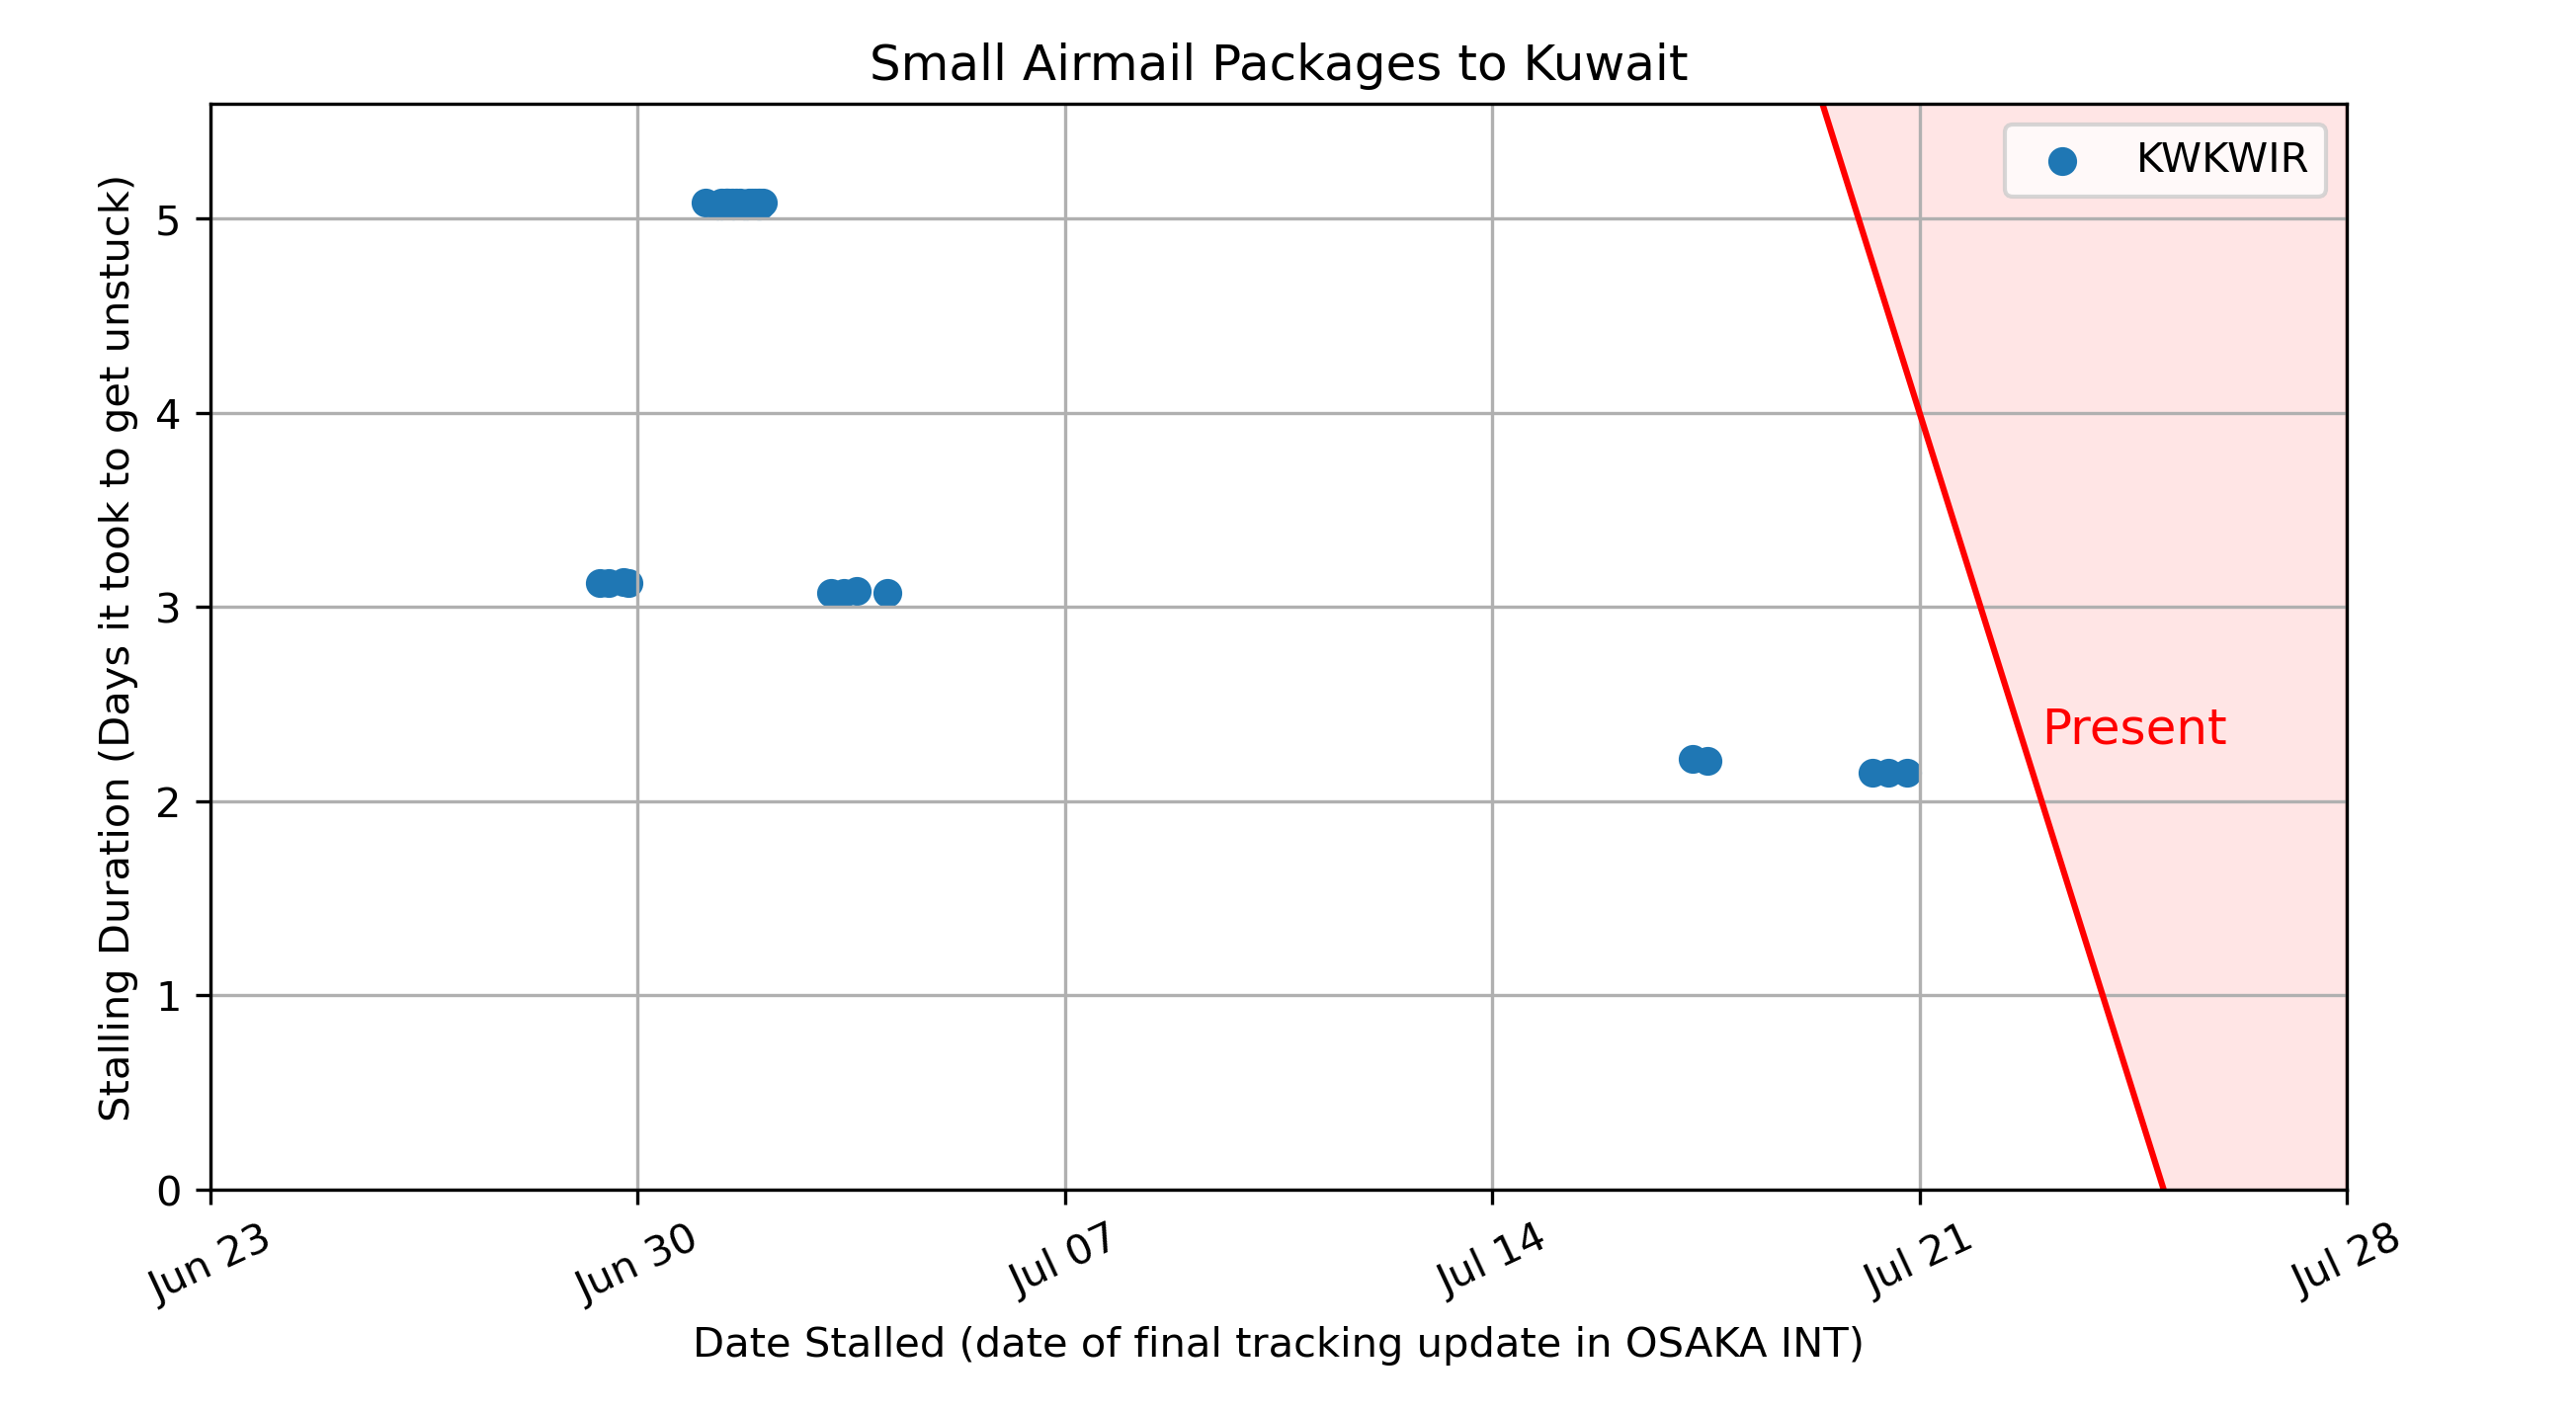 Small Airmail Packages to Kuwait
KWKWIR
Present
Stalling Duration (Days it took to get unstuck)
5
4
3
2
1
0
Jun 23
Jun 30
Jul 07
Jul 14
Jul 21
Jul 28
Date Stalled (date of final tracking update in OSAKA INT)